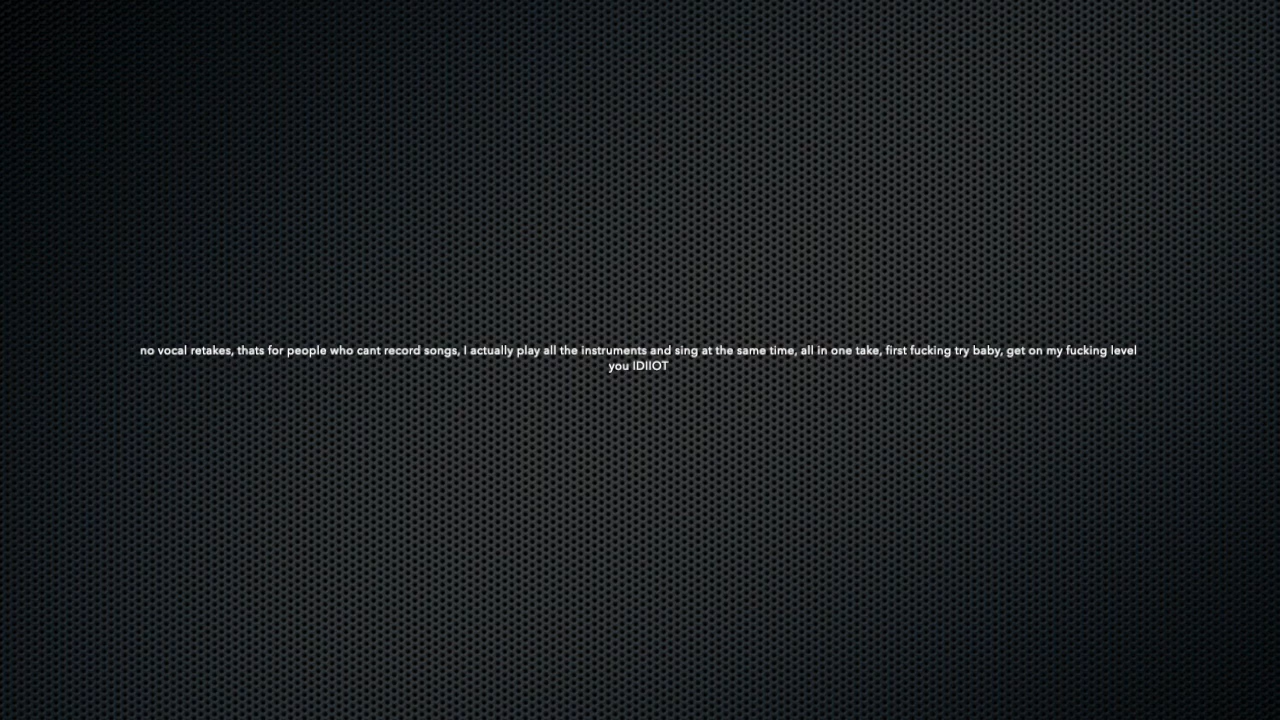 no vocal retakes, thats for people who cant record songs, I actually play all the instruments and sing at the same time, all in one take, first fucking try baby, get on my fucking level
you IDIIOT